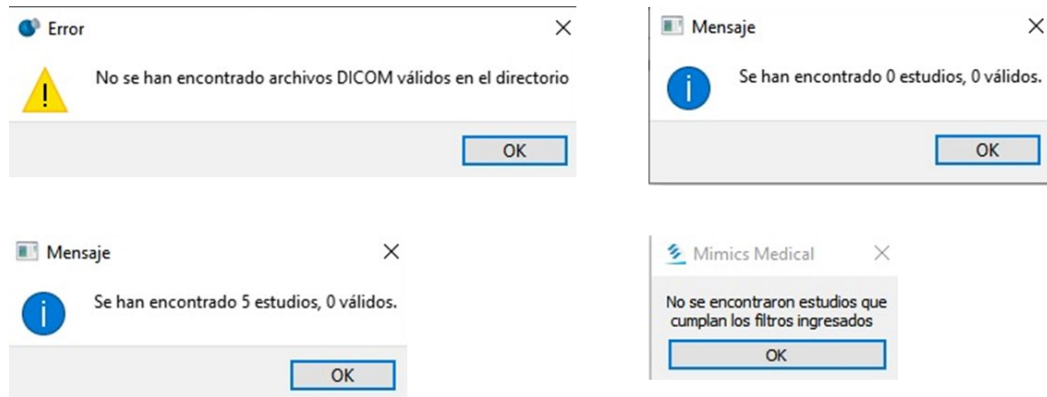 Error
No se han encontrado archivos DICOM válidos en el directorio
OK
Mensaje
Se han encontrado 0 estudios, 0 válidos.
OK
Mensaje
Se han encontrado 5 estudios, 0 válidos.
OK
Mimics Medical
No se encontraron estudios que
cumplan los filtros ingresados
OK